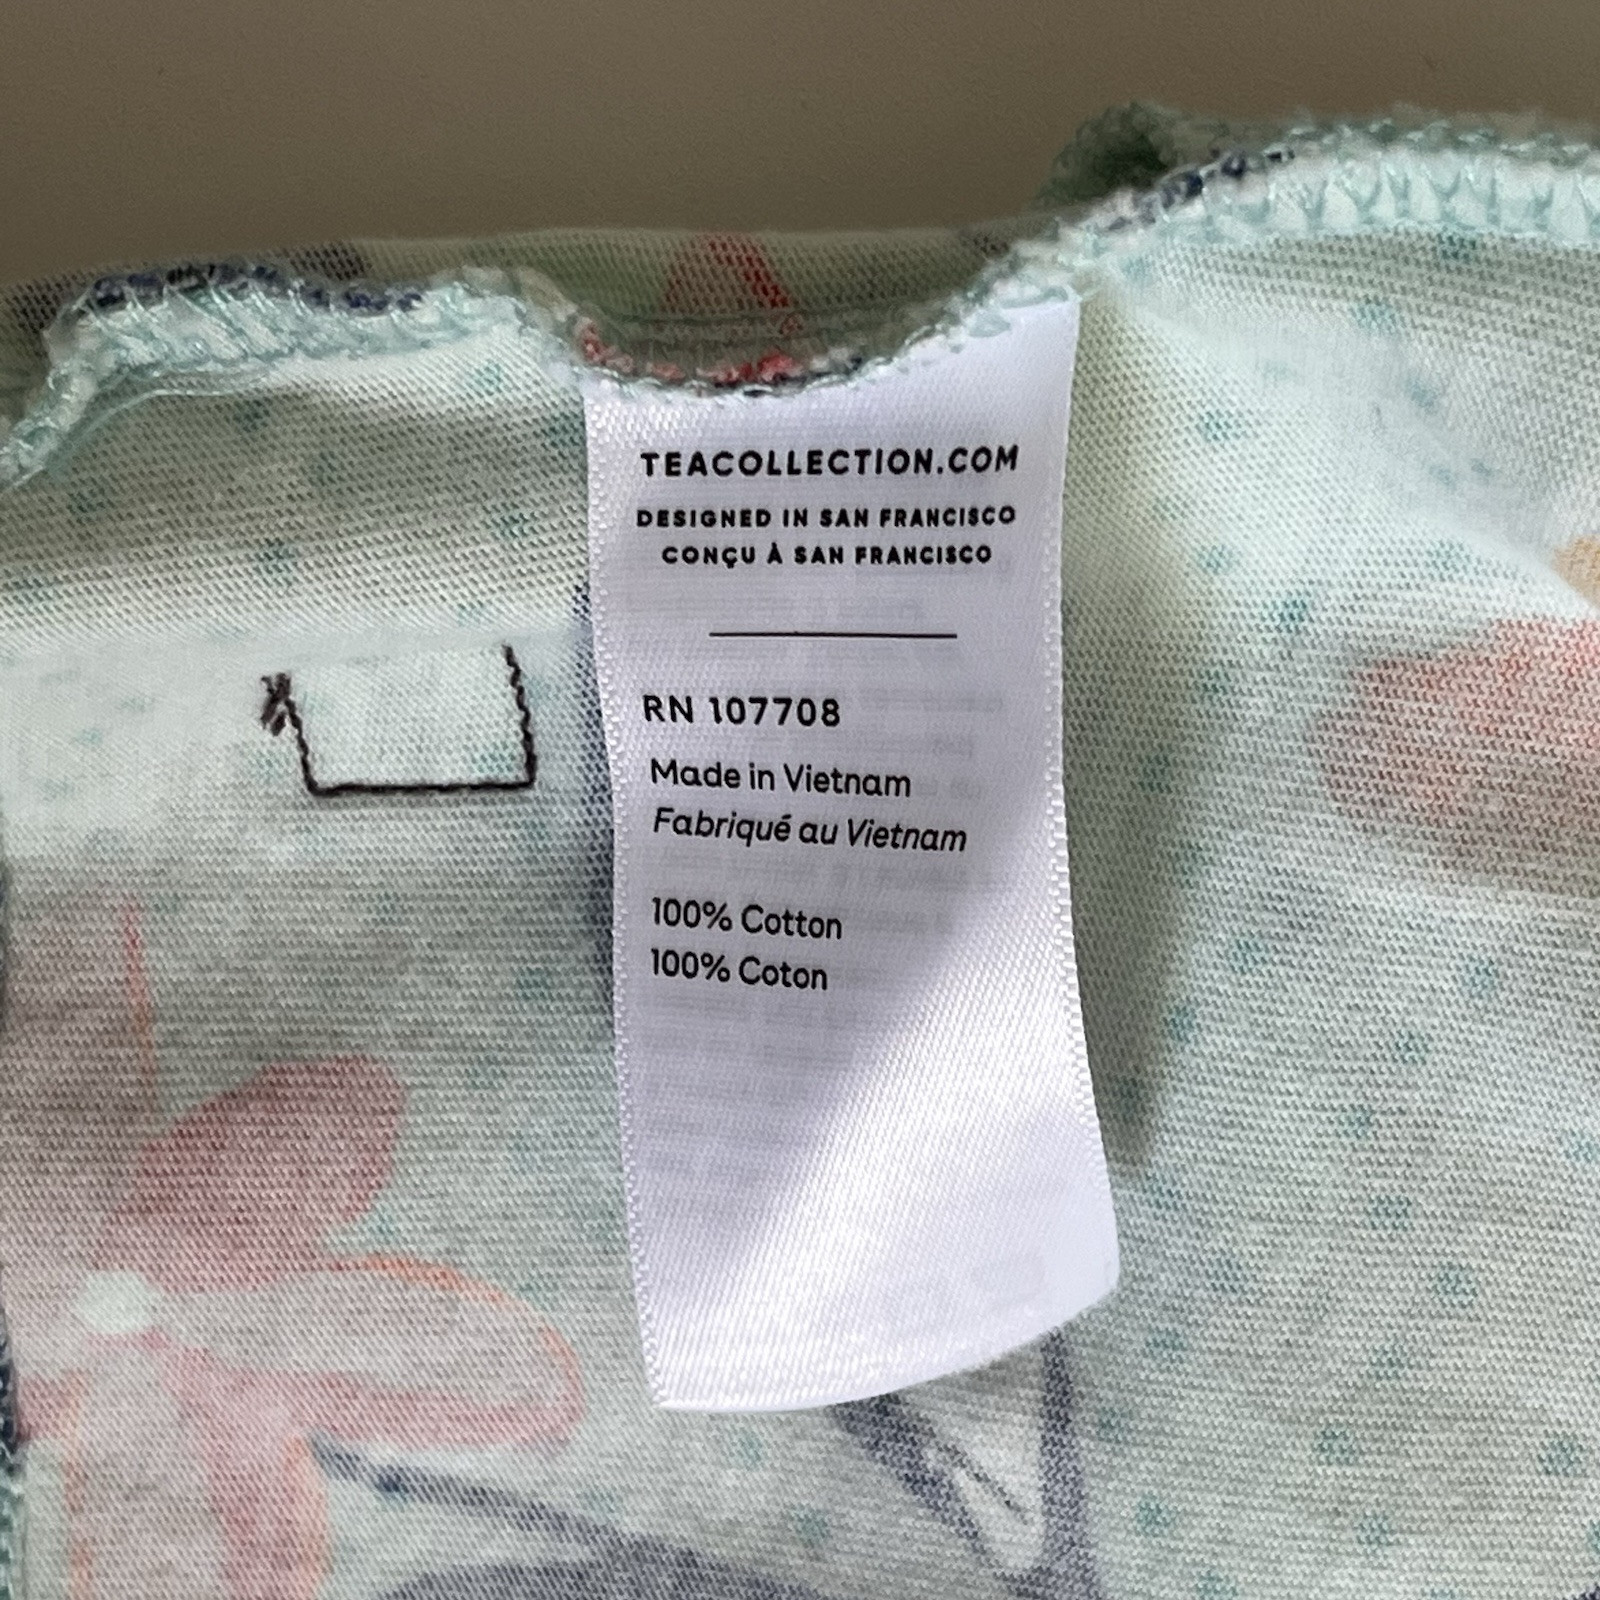 TEACOLLECTION.COM
DESIGNED IN SAN FRANCISCO
CONÇU À SAN FRANCISCO
RN 107708
Made in Vietnam
Fabriqué au Vietnam
100% Cotton
100% Coton